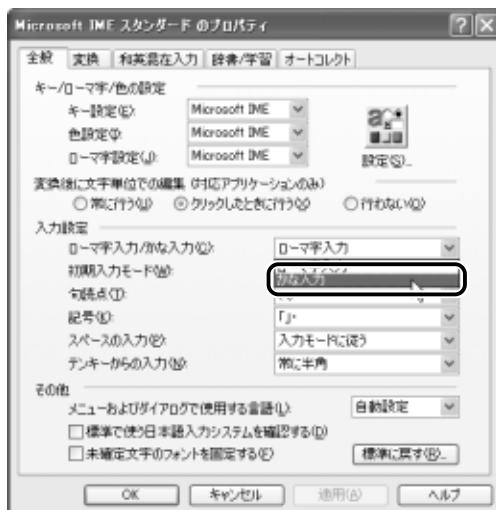 Microsoft IME スタンダード のプロパティ
全般 変換 和英混在入力 辞書/学習 オートコレクト
キー/ローマ字/色の設定
キー設定(E): Microsoft IME
色設定(Z): Microsoft IME
ローマ字設定(J): Microsoft IME
設定(S)...
変換後に文字単位での編集 (対応アプリケーションのみ)
常に行う(U) クリックしたときに行う(V) 行わない(Q)
入力設定
ローマ字入力/かな入力(C): ローマ字入力
初期入力モード(W):
かな入力
句読点(T):
記号(K): 「」・
スペースの入力(P): 入力モードに従う
テンキーからの入力(N): 常に半角
その他
メニューおよびダイアログで使用する言語(L): 自動設定
標準で使う日本語入力システムを確認する(D)
未確定文字のフォントを固定する(F) 標準に戻す(R)...
OK キャンセル 適用(A) ヘルプ